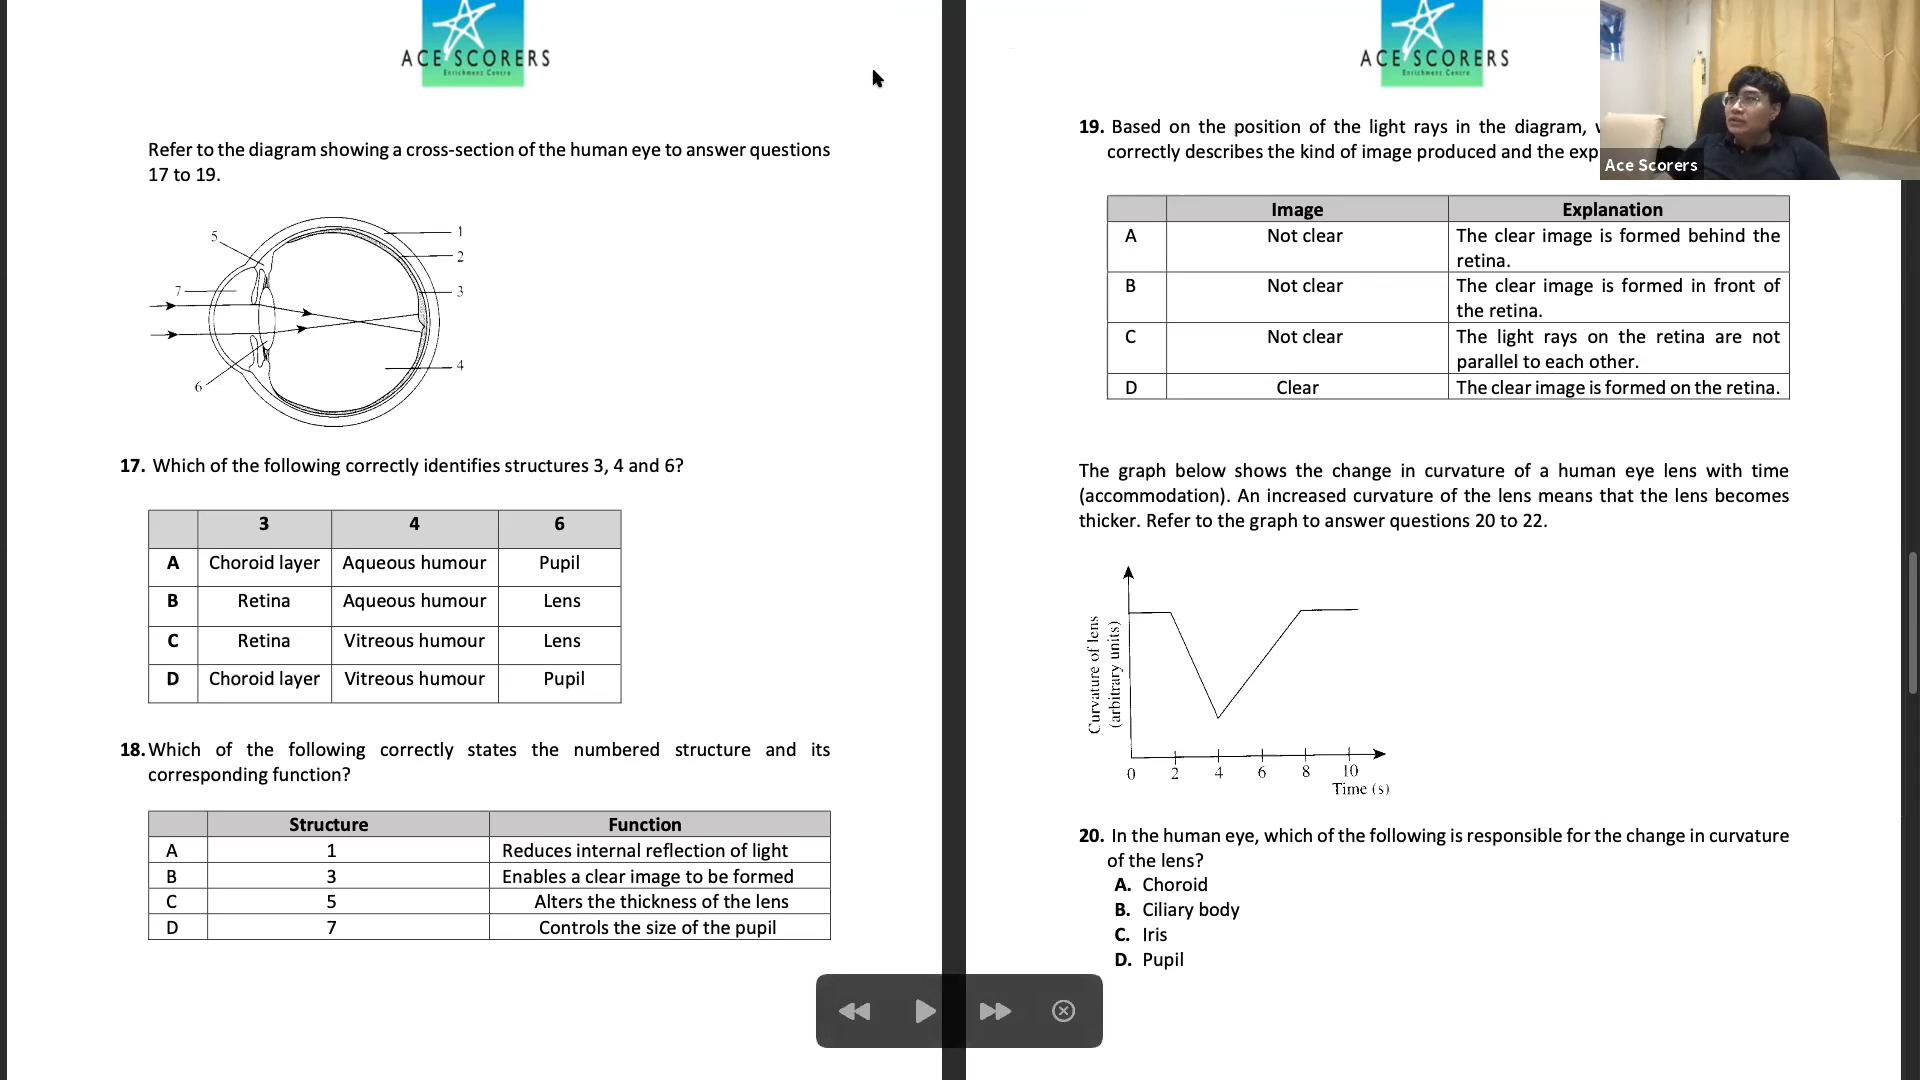 ACE SCORERS
Enrichment Centre
Refer to the diagram showing a cross-section of the human eye to answer questions
17 to 19.
5
1
2
7
3
4
6
17. Which of the following correctly identifies structures 3, 4 and 6?
3 4 6
A Choroid layer Aqueous humour Pupil
B Retina Aqueous humour Lens
C Retina Vitreous humour Lens
D Choroid layer Vitreous humour Pupil
18. Which of the following correctly states the numbered structure and its
corresponding function?
Structure Function
A 1 Reduces internal reflection of light
B 3 Enables a clear image to be formed
C 5 Alters the thickness of the lens
D 7 Controls the size of the pupil
ACE SCORERS
Enrichment Centre
19. Based on the position of the light rays in the diagram,
correctly describes the kind of image produced and the
Image Explanation
A Not clear The clear image is formed behind the
retina.
B Not clear The clear image is formed in front of
the retina.
C Not clear The light rays on the retina are not
parallel to each other.
D Clear The clear image is formed on the retina.
The graph below shows the change in curvature of a human eye lens with time
(accommodation). An increased curvature of the lens means that the lens becomes
thicker. Refer to the graph to answer questions 20 to 22.
Curvature of lens
(arbitrary units)
0 2 4 6 8 10
Time (s)
20. In the human eye, which of the following is responsible for the change in curvature
of the lens?
A. Choroid
B. Ciliary body
C. Iris
D. Pupil
Ace Scorers